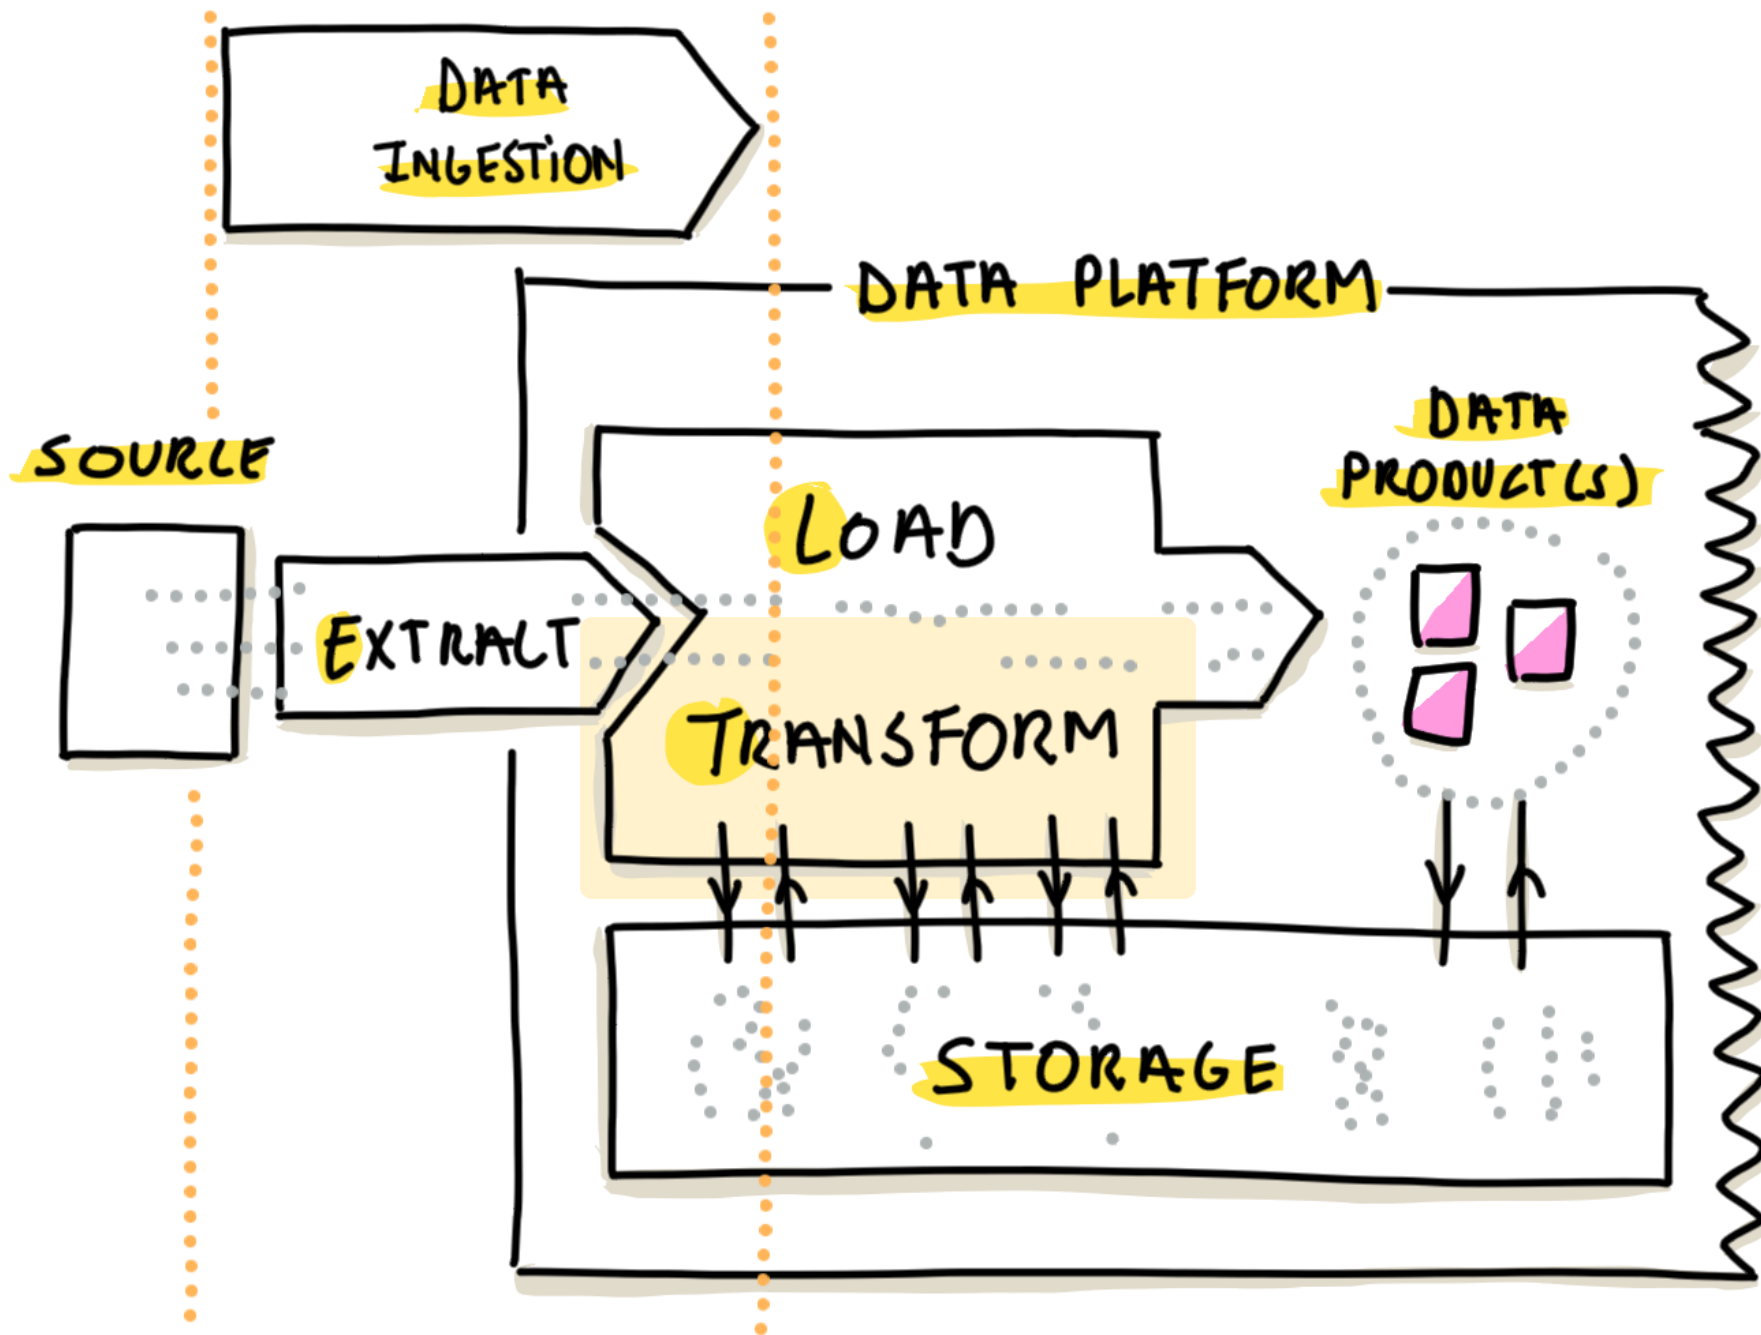 DATA
INGESTION
DATA PLATFORM
SOURCE
DATA
PRODUCT(S)
LOAD
EXTRACT
TRANSFORM
STORAGE